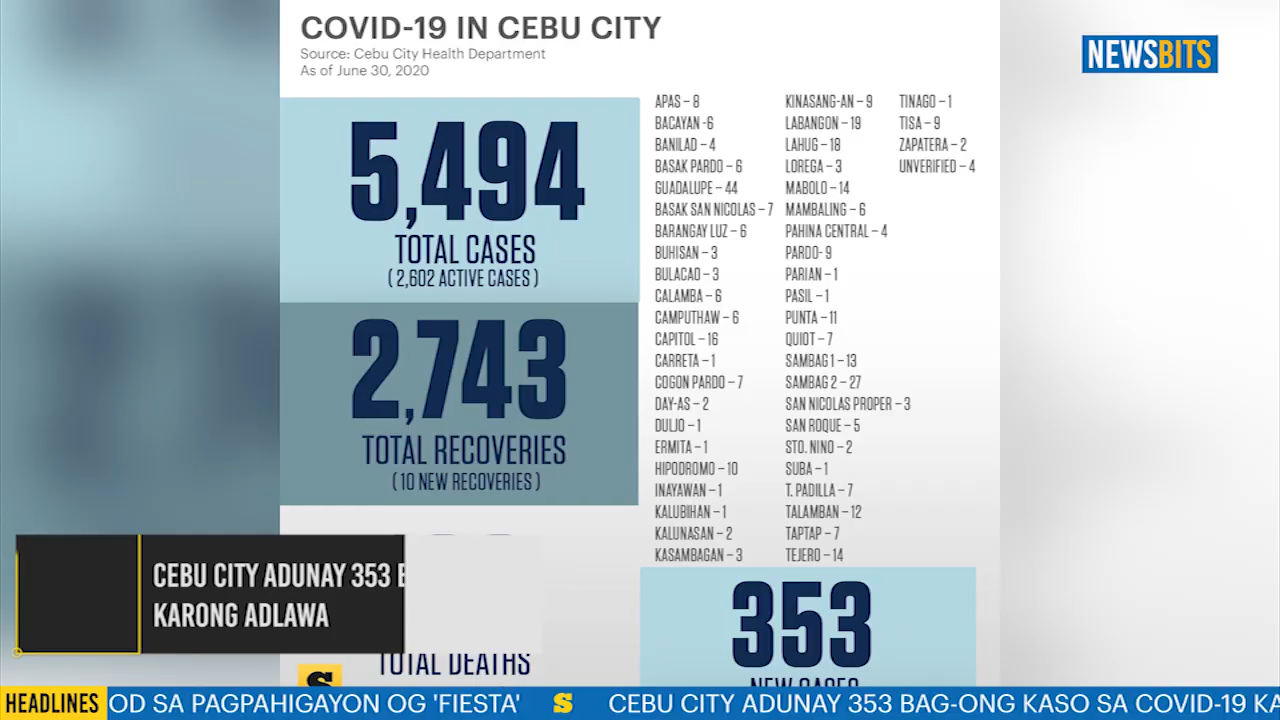 COVID-19 IN CEBU CITY
Source: Cebu City Health Department
As of June 30, 2020
NEWSBITS
5,494
TOTAL CASES
( 2,602 ACTIVE CASES )
2,743
TOTAL RECOVERIES
( 10 NEW RECOVERIES )
TOTAL DEATHS
APAS – 8
BACAYAN -6
BANILAD – 4
BASAK PARDO – 6
GUADALUPE – 44
BASAK SAN NICOLAS – 7
BARANGAY LUZ – 6
BUHISAN – 3
BULACAO – 3
CALAMBA – 6
CAMPUTHAW – 6
CAPITOL – 16
CARRETA – 1
COGON PARDO – 7
DAY-AS – 2
DULJO – 1
ERMITA – 1
HIPODROMO – 10
INAYAWAN – 1
KALUBIHAN – 1
KALUNASAN – 2
KASAMBAGAN – 3
KINASANG-AN – 9
LABANGON – 19
LAHUG – 18
LOREGA – 3
MABOLO – 14
MAMBALING – 6
PAHINA CENTRAL – 4
PARDO- 9
PARIAN – 1
PASIL – 1
PUNTA – 11
QUIOT – 7
SAMBAG 1 – 13
SAMBAG 2 – 27
SAN NICOLAS PROPER – 3
SAN ROQUE – 5
STO. NINO – 2
SUBA – 1
T. PADILLA – 7
TALAMBAN – 12
TAPTAP – 7
TEJERO – 14
TINAGO – 1
TISA – 9
ZAPATERA – 2
UNVERIFIED – 4
353
NEW CASES
CEBU CITY ADUNAY 353
KARONG ADLAWA
S
HEADLINES OD SA PAGPAHIGAYON OG 'FIESTA' S CEBU CITY ADUNAY 353 BAG-ONG KASO SA COVID-19 KA